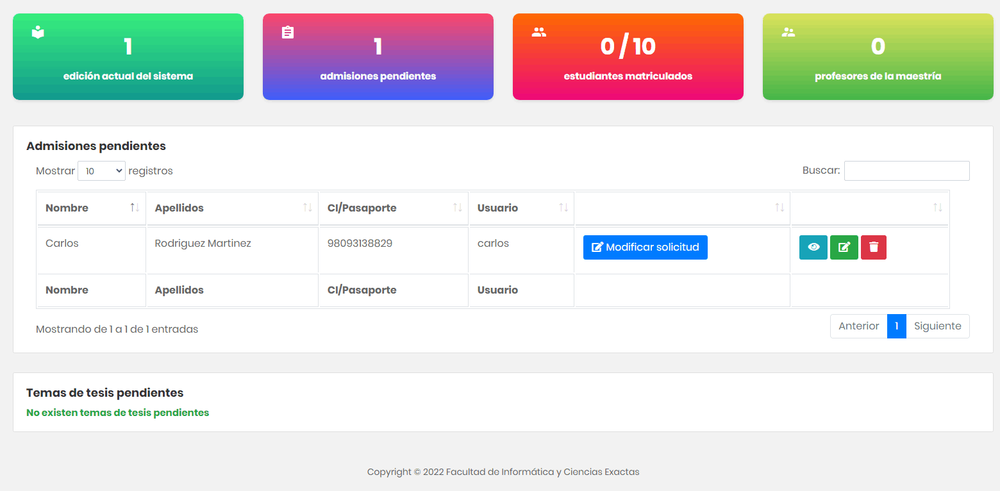 1
edición actual del sistema
1
admisiones pendientes
0 / 10
estudiantes matriculados
0
profesores de la maestría
Admisiones pendientes
Mostrar 10 registros
Buscar:
Nombre Apellidos CI/Pasaporte Usuario
Carlos Rodriguez Martinez 98093138829 carlos Modificar solicitud
Nombre Apellidos CI/Pasaporte Usuario
Mostrando de 1 a 1 de 1 entradas
Anterior 1 Siguiente
Temas de tesis pendientes
No existen temas de tesis pendientes
Copyright © 2022 Facultad de Informática y Ciencias Exactas